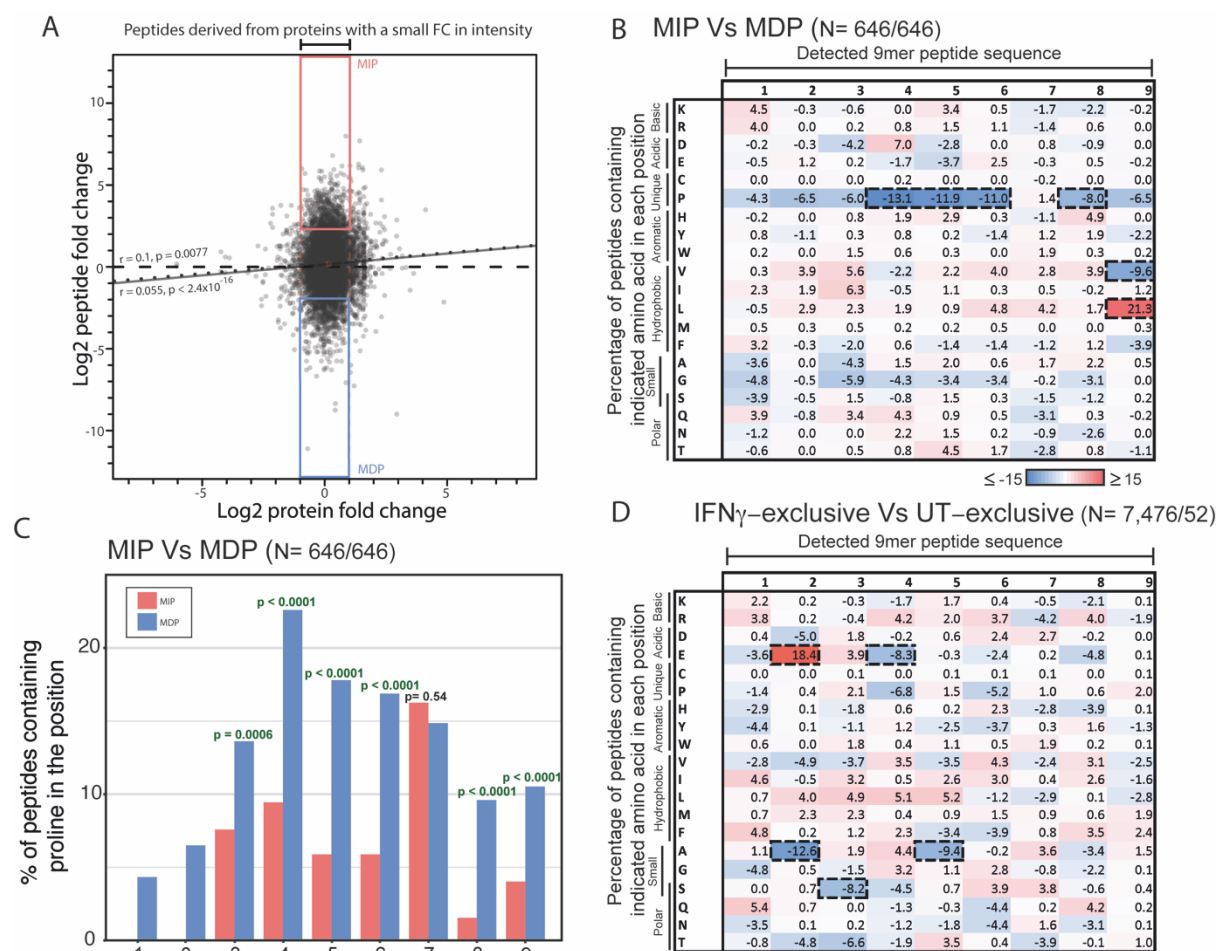 A
Peptides derived from proteins with a small FC in intensity
MIP
10
5
0
-5
-10
r = 0.1, p = 0.0077
r = 0.055, p < 2.4x10-16
MDP
-5
0
5
Log2 peptide fold change
Log2 protein fold change
B MIP Vs MDP (N= 646/646)
Detected 9mer peptide sequence
Percentage of peptides containing
indicated amino acid in each position
1 2 3 4 5 6 7 8 9
Basic
K 4.5 -0.3 -0.6 0.0 3.4 0.5 -1.7 -2.2 -0.2
R 4.0 0.0 0.2 0.8 1.5 1.1 -1.4 0.6 0.0
Acidic
D -0.2 -0.3 -4.2 7.0 -2.8 0.0 0.8 -0.9 0.0
E -0.5 1.2 0.2 -1.7 -3.7 2.5 -0.3 0.5 -0.2
Unique
C 0.0 0.0 0.0 0.2 0.0 0.0 -0.2 0.0 0.0
P -4.3 -6.5 -6.0 -13.1 -11.9 -11.0 1.4 -8.0 -6.5
Aromatic
H -0.2 0.0 0.8 1.9 2.9 0.3 -1.1 4.9 0.0
Y 0.8 -1.1 0.3 0.8 0.2 -1.4 1.2 1.9 -2.2
W 0.2 0.0 1.5 0.6 0.3 0.0 1.9 0.3 0.2
Hydrophobic
V 0.3 3.9 5.6 -2.2 2.2 4.0 2.8 3.9 -9.6
I 2.3 1.9 6.3 -0.5 1.1 0.3 0.5 -0.2 1.2
L -0.5 2.9 2.3 1.9 0.9 4.8 4.2 1.7 21.3
M 0.5 0.3 0.5 0.2 0.2 0.5 0.0 0.0 0.3
F 3.2 -0.3 -2.0 0.6 -1.4 -1.4 -1.2 1.2 -3.9
Small
A -3.6 0.0 -4.3 1.5 2.0 0.6 1.7 2.2 0.5
G -4.8 -0.5 -5.9 -4.3 -3.4 -3.4 -0.2 -3.1 0.0
S -3.9 -0.5 1.5 -0.8 1.5 0.3 -1.5 -1.2 0.2
Polar
Q 3.9 -0.8 3.4 4.3 0.9 0.5 -3.1 0.3 -0.2
N -1.2 0.0 0.0 2.2 1.5 0.2 -0.9 -2.6 0.0
T -0.6 0.0 0.5 0.8 4.5 1.7 -2.8 0.8 -1.1
≤ -15 ≥ 15
C MIP Vs MDP (N= 646/646)
MIP
MDP
% of peptides containing
proline in the position
20
10
0
p = 0.0006
p < 0.0001
p < 0.0001
p < 0.0001
p= 0.54
p < 0.0001
p < 0.0001
1 2 3 4 5 6 7 8 9
D IFNγ-exclusive Vs UT-exclusive (N= 7,476/52)
Detected 9mer peptide sequence
Percentage of peptides containing
indicated amino acid in each position
1 2 3 4 5 6 7 8 9
Basic
K 2.2 0.2 -0.3 -1.7 1.7 0.4 -0.5 -2.1 0.1
R 3.8 0.2 -0.4 4.2 2.0 3.7 -4.2 4.0 -1.9
Acidic
D 0.4 -5.0 1.8 -0.2 0.6 2.4 2.7 -0.2 0.0
E -3.6 18.4 3.9 -8.3 -0.3 -2.4 0.2 -4.8 0.1
Unique
C 0.0 0.0 0.1 0.0 0.1 0.1 0.1 0.1 0.0
P -1.4 0.4 2.1 -6.8 1.5 -5.2 1.0 0.6 2.0
Aromatic
H -2.9 0.1 -1.8 0.6 0.2 2.3 -2.8 -3.9 0.1
Y -4.4 0.1 -1.1 1.2 -2.5 -3.7 0.3 1.6 -1.3
W 0.6 0.0 1.8 0.4 1.1 0.5 1.9 0.2 0.1
Hydrophobic
V -2.8 -4.9 -3.7 3.5 -3.5 4.3 -2.4 3.1 -2.5
I 4.6 -0.5 3.2 0.5 2.6 3.0 0.4 2.6 -1.6
L 0.7 4.0 4.9 5.1 5.2 -1.2 -2.9 0.1 -2.8
M 0.7 2.3 2.3 0.4 0.9 0.9 0.5 0.6 1.9
F 4.8 0.2 1.2 2.3 -3.4 -3.9 0.8 3.5 2.4
Small
A 1.1 -12.6 1.9 4.4 -9.4 -0.2 3.6 -3.4 1.5
G -4.8 0.5 -1.5 3.2 1.1 2.8 -0.8 -2.2 0.1
S 0.0 0.7 -8.2 -4.5 0.7 3.9 3.8 -0.6 0.4
Polar
Q 5.4 0.7 0.0 -1.3 -0.3 -4.4 0.2 4.2 0.2
N -3.5 0.1 0.2 -1.2 -2.6 -4.4 1.6 -3.1 0.1
T -0.8 -4.8 -6.6 -1.9 3.5 0.4 -3.9 -0.1 1.0